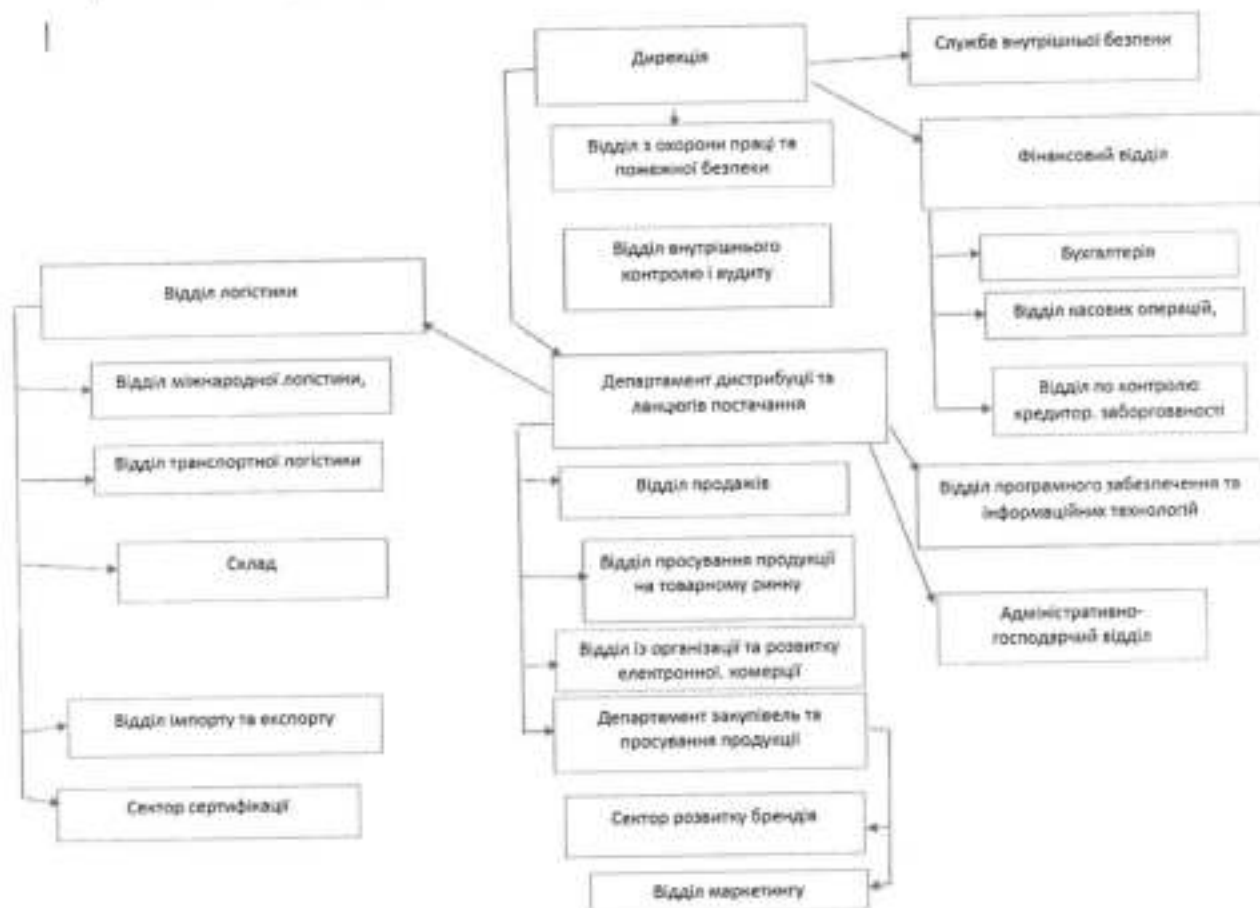 Дирекція
Служба внутрішньої безпеки
Відділ з охорони праці та
пожежної безпеки
Фінансовий відділ
Відділ внутрішнього
контролю і аудиту
Бухгалтерія
Відділ логістики
Відділ касових операцій,
Відділ міжнародної логістики,
Департамент дистрибуції та
ланцюгів постачання
Відділ по контролю
кредитор. заборгованості
Відділ транспортної логістики
Відділ продажів
Відділ програмного забезпечення та
інформаційних технологій
Склад
Відділ просування продукції
на товарному ринку
Адміністративно-
господарчий відділ
Відділ із організації та розвитку
електронної. комерції
Відділ імпорту та експорту
Департамент закупівель та
просування продукції
Сектор сертифікації
Сектор розвитку брендів
Відділ маркетингу